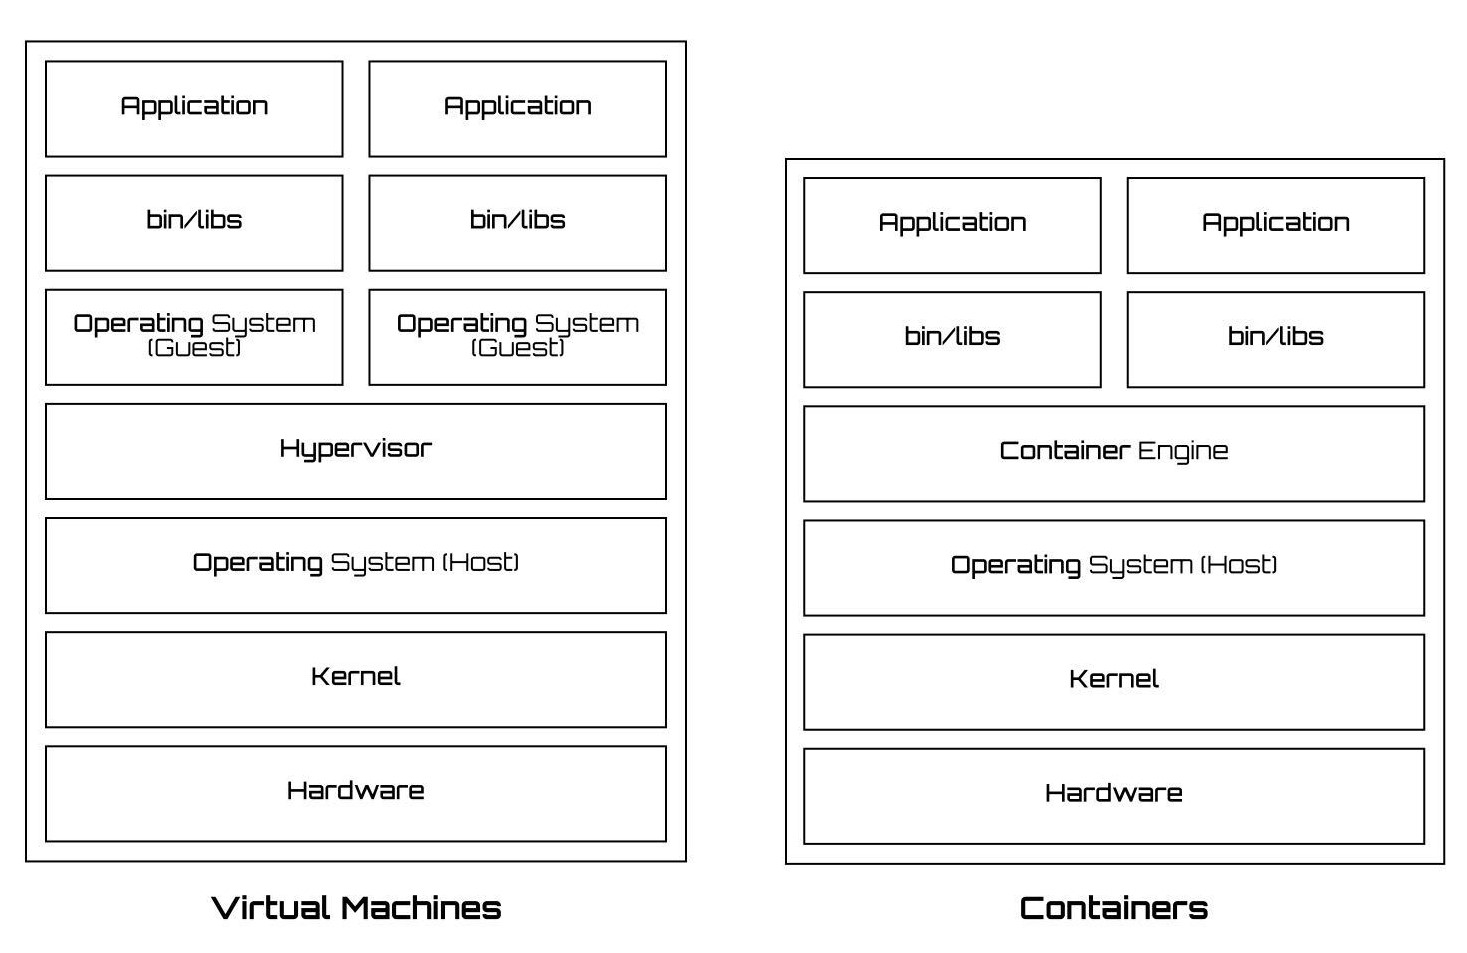 Application
Application
bin/libs
bin/libs
Operating System
(Guest)
Operating System
(Guest)
Hypervisor
Operating System (Host)
Kernel
Hardware
Virtual Machines
Application
Application
bin/libs
bin/libs
Container Engine
Operating System (Host)
Kernel
Hardware
Containers